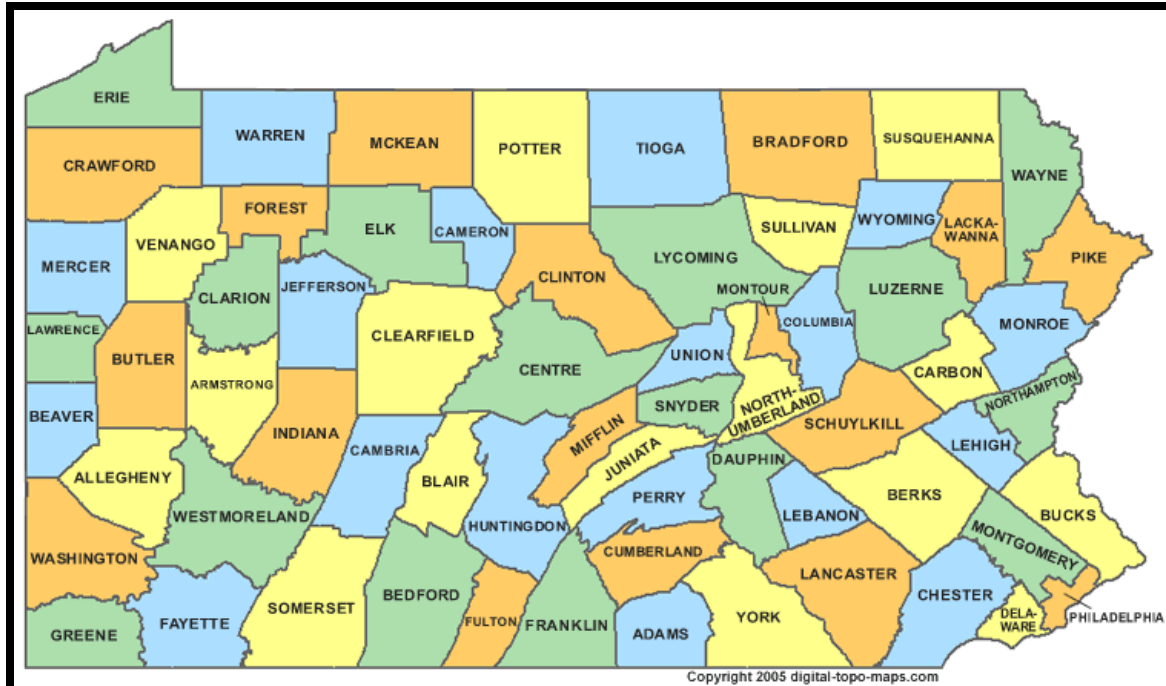 ERIE
WARREN
MCKEAN
POTTER
TIOGA
BRADFORD
SUSQUEHANNA
WAYNE
CRAWFORD
FOREST
ELK
CAMERON
SULLIVAN
WYOMING
LACKA-
WANNA
PIKE
MERCER
VENANGO
CLARION
JEFFERSON
CLINTON
LYCOMING
MONTOUR
COLUMBIA
LUZERNE
MONROE
LAWRENCE
BUTLER
ARMSTRONG
CLEARFIELD
CENTRE
UNION
CARBON
NORTHAMPTON
BEAVER
INDIANA
SNYDER
NORTH-
UMBERLAND
SCHUYLKILL
LEHIGH
ALLEGHENY
CAMBRIA
BLAIR
MIFFLIN
JUNIATA
DAUPHIN
BERKS
BUCKS
WESTMORELAND
HUNTINGDON
PERRY
LEBANON
MONTGOMERY
WASHINGTON
CUMBERLAND
LANCASTER
SOMERSET
BEDFORD
CHESTER
GREENE
FAYETTE
FULTON
FRANKLIN
ADAMS
YORK
DELA-
WARE
PHILADELPHIA
Copyright 2005 digital-topo-maps.com